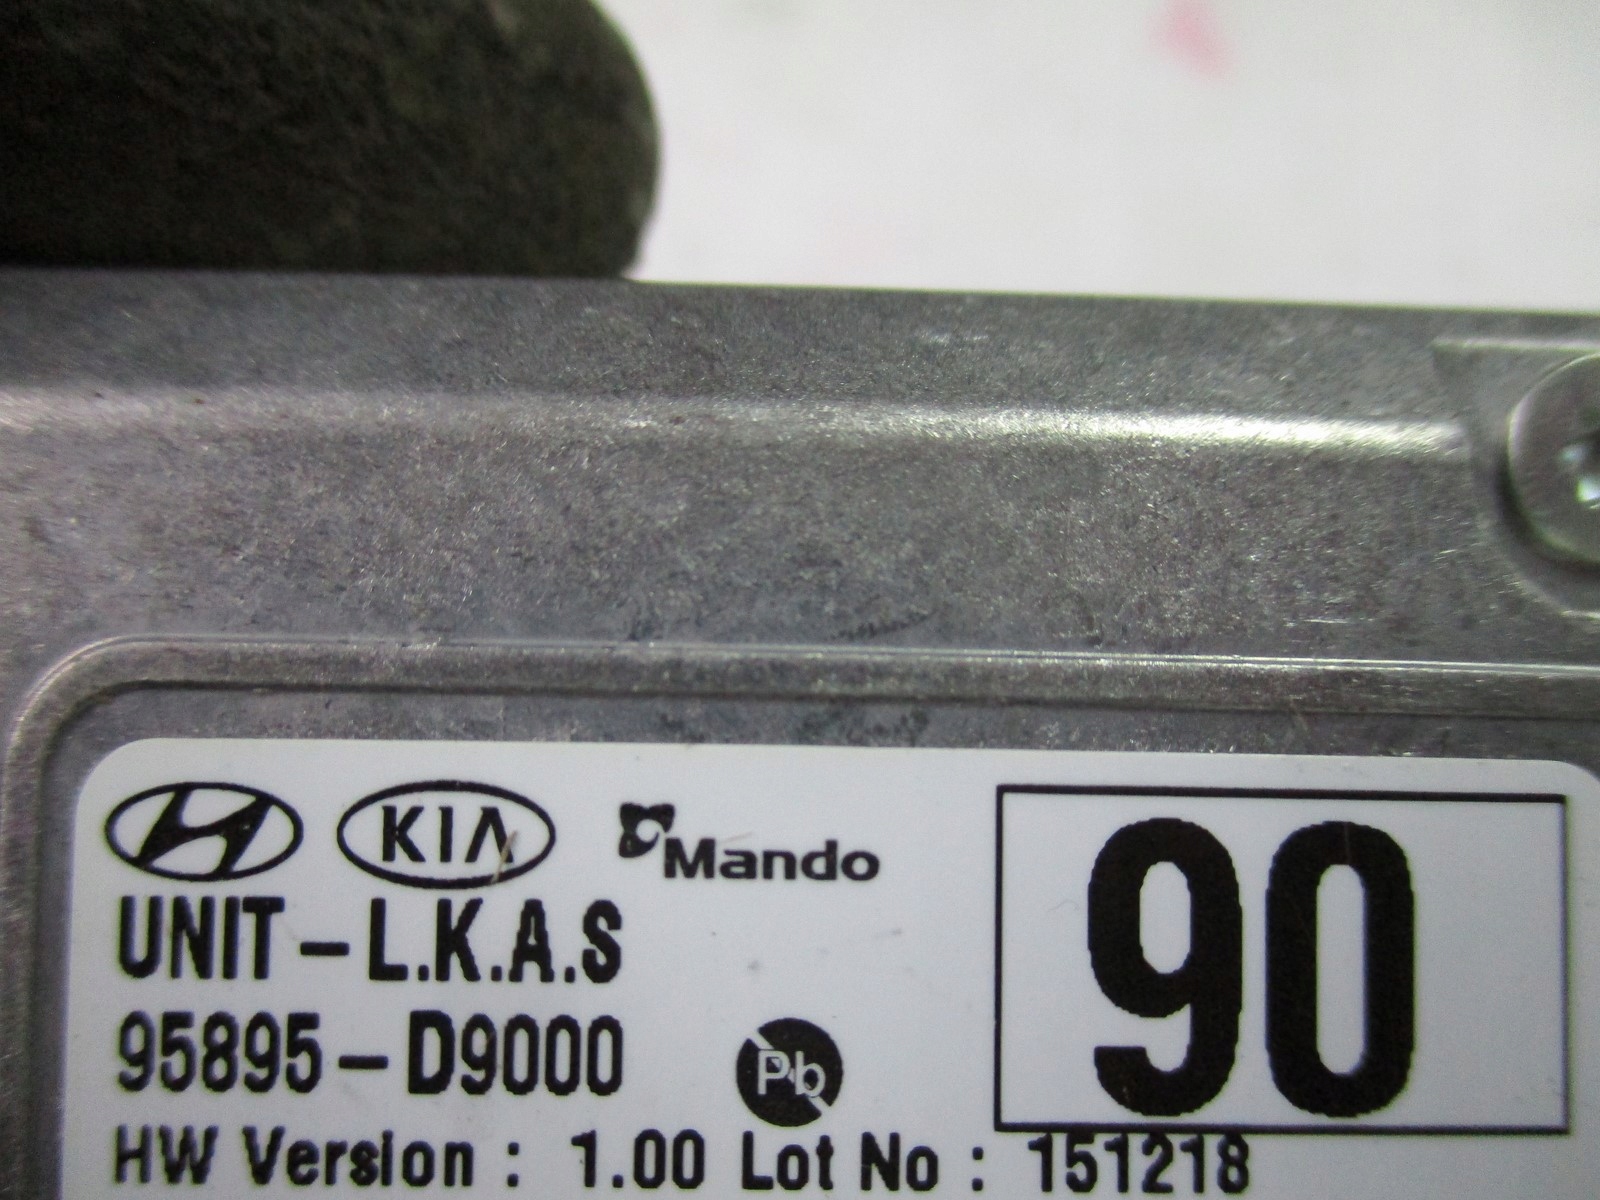 KIA Mando 90
UNIT-L.K.A.S
95895-D9000 Pb
HW Version : 1.00 Lot No : 151218